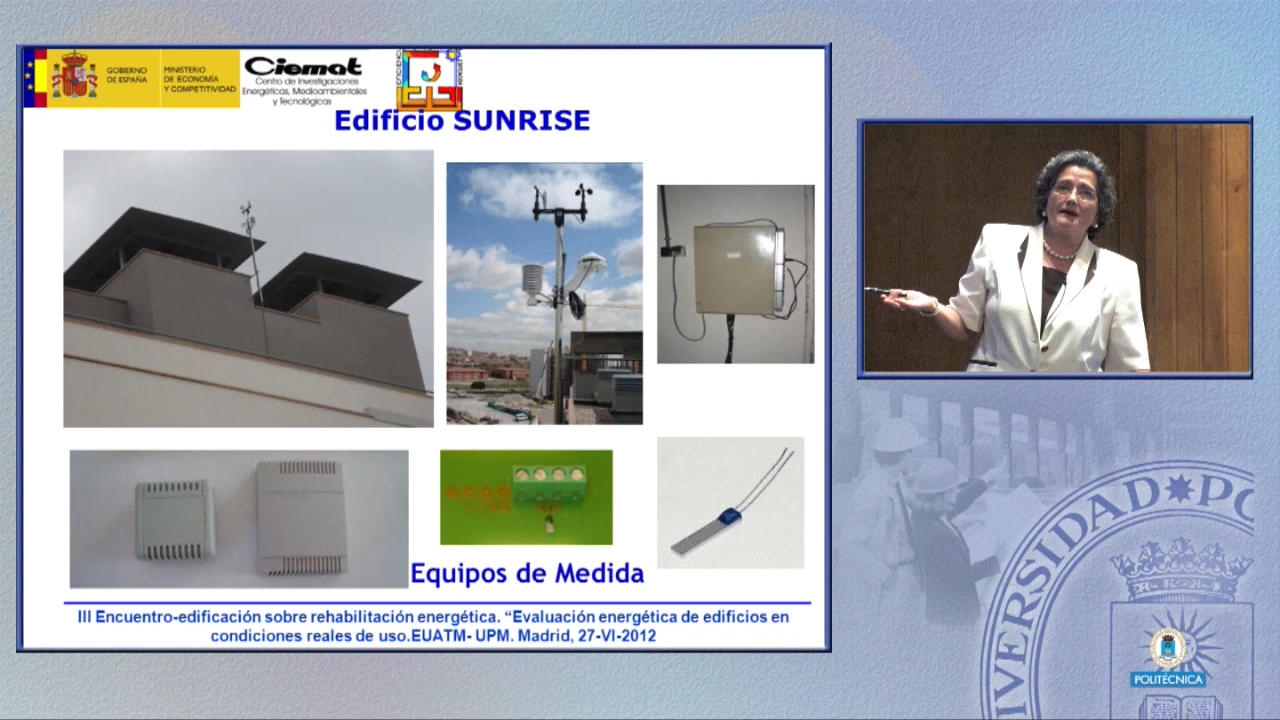 GOBIERNO
DE ESPAÑA
MINISTERIO
DE ECONOMÍA
Y COMPETITIVIDAD
Ciemat
Centro de Investigaciones
Energéticas, Medioambientales
y Tecnológicas
Edificio SUNRISE
Equipos de Medida
III Encuentro-edificación sobre rehabilitación energética. “Evaluación energética de edificios en
condiciones reales de uso.EUATM- UPM. Madrid, 27-VI-2012
IVERSIDAD PO
POLITÉCNICA